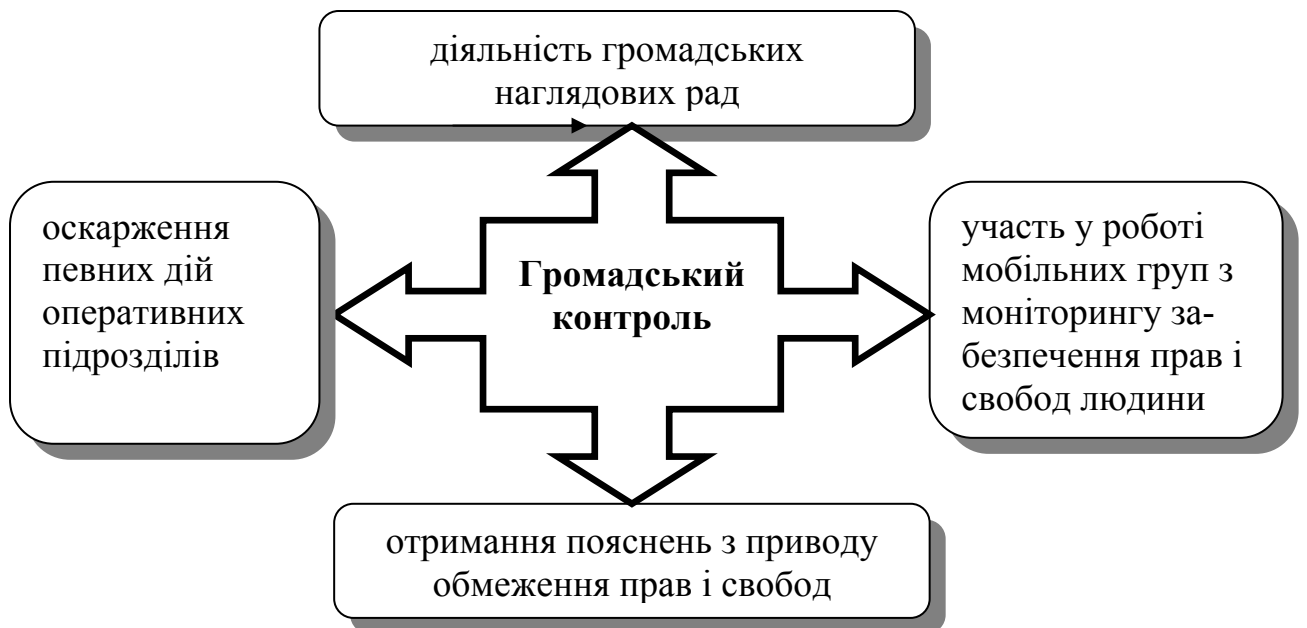 діяльність громадських
наглядових рад
оскарження
певних дій
оперативних
підрозділів
Громадський
контроль
участь у роботі
мобільних груп з
моніторингу за-
безпечення прав і
свобод людини
отримання пояснень з приводу
обмеження прав і свобод